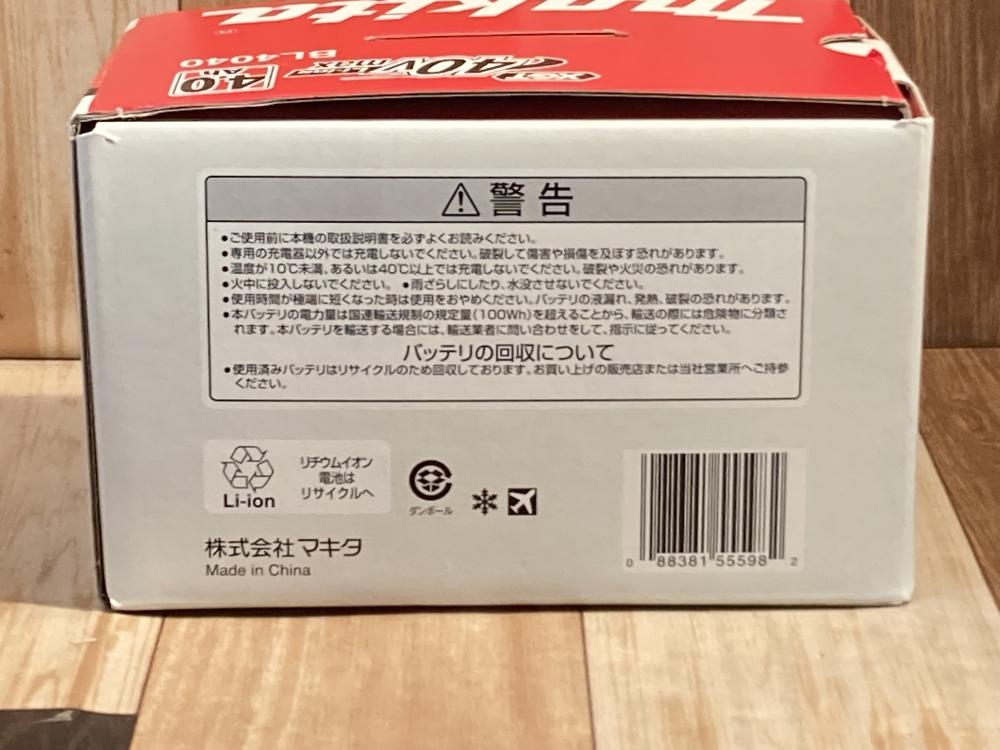 makita
BL4040
4.0 Ah
XGT 40Vmax Li-ion
警告
●ご使用前に本機の取扱説明書を必ずよくお読みください。
●専用の充電器以外では充電しないでください。破裂して傷害や損傷を及ぼす恐れがあります。
●温度が10℃未満、あるいは40℃以上では充電しないでください。破裂や火災の恐れがあります。
●火中に投入しないでください。 ●雨ざらしにしたり、水没させないでください。
●使用時間が極端に短くなった時は使用をおやめください。バッテリの液漏れ、発熱、破裂の恐れがあります。
●本バッテリの電力量は国連輸送規制の規定量(100Wh)を超えることから、輸送の際には危険物に分類さ
れます。本バッテリを輸送する場合には、輸送業者に問い合わせをして、指示に従ってください。
バッテリの回収について
●使用済みバッテリはリサイクルのため回収しております。お買い上げの販売店または当社営業所へご持参
ください。
リチウムイオン
電池は
リサイクルへ
Li-ion
ダンボール
株式会社マキタ
Made in China
0 88381 55598 2